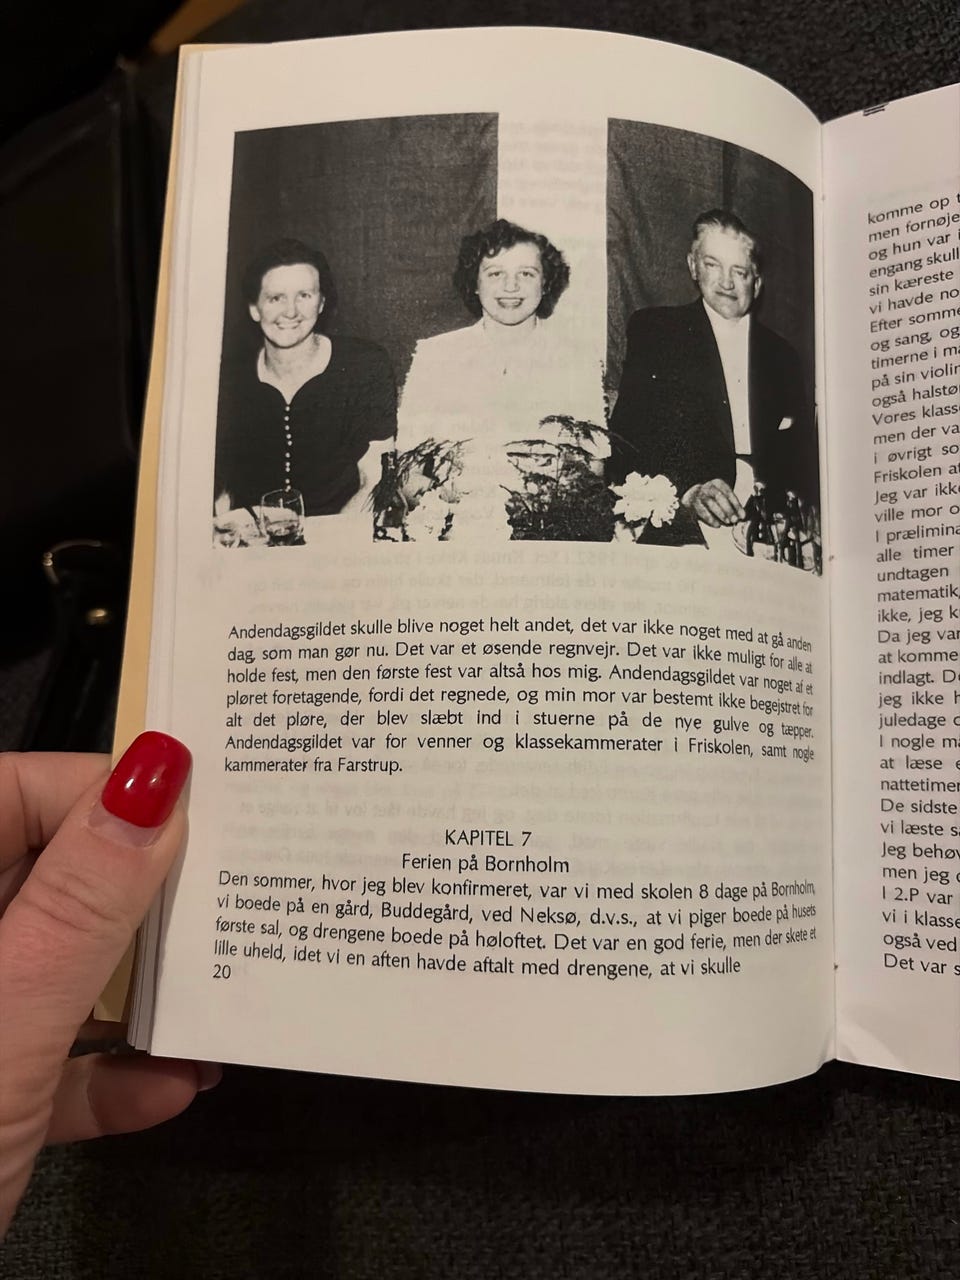 Andendagsgildet skulle blive noget helt andet, det var ikke noget med at gå anden
dag, som man gør nu. Det var et øsende regnvejr. Det var ikke muligt for alle at
holde fest, men den første fest var altså hos mig. Andendagsgildet var noget af et
pløret foretagende, fordi det regnede, og min mor var bestemt ikke begejstret for
alt det pløre, der blev slæbt ind i stuerne på de nye gulve og tæpper.
Andendagsgildet var for venner og klassekammerater i Friskolen, samt nogle
kammerater fra Farstrup.
KAPITEL 7
Ferien på Bornholm
Den sommer, hvor jeg blev konfirmeret, var vi med skolen 8 dage på Bornholm,
vi boede på en gård, Buddegård, ved Neksø, d.v.s., at vi piger boede på husets
første sal, og drengene boede på høloftet. Det var en god ferie, men der skete et
lille uheld, idet vi en aften havde aftalt med drengene, at vi skulle
20
komme op
men fornøje
og hun var
engang skull
sin kæreste
vi havde no
Efter somme
og sang, og
timerne i m
på sin violin
også halstø
Vores klass
men der va
i øvrigt so
Friskolen at
Jeg var ikke
ville mor o
I prælimina
alle timer
undtagen
matematik,
ikke, jeg k
Da jeg var
at komme
indlagt. De
jeg ikke h
juledage o
I nogle må
at læse e
nattetimer
De sidste
vi læste sa
Jeg behøv
men jeg o
I 2.P var
vi i klasse
også ved
Det var s